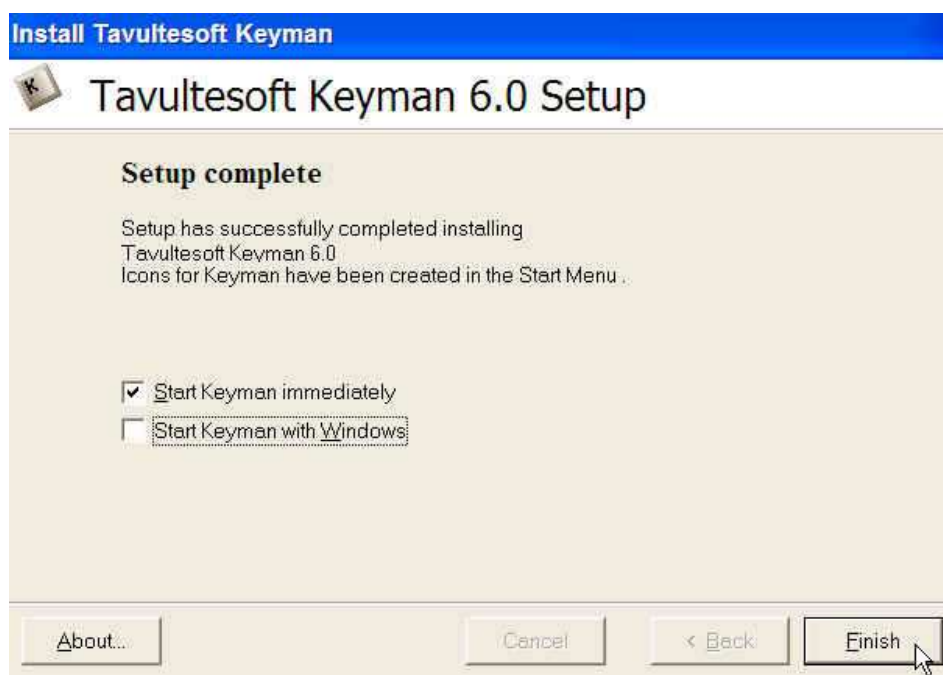 Install Tavultesoft Keyman
K
Tavultesoft Keyman 6.0 Setup
Setup complete
Setup has successfully completed installing
Tavultesoft Keyman 6.0
Icons for Keyman have been created in the Start Menu .
Start Keyman immediately
Start Keyman with Windows
About...
Cancel
< Back
Finish